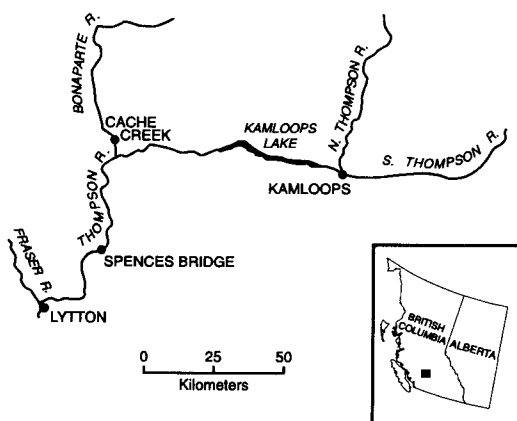 BONAPARTE R.
CACHE
CREEK
KAMLOOPS
LAKE
N. THOMPSON R.
S. THOMPSON R.
KAMLOOPS
THOMPSON R.
SPENCES BRIDGE
FRASER R.
LYTTON
0 25 50
Kilometers
BRITISH
COLUMBIA
ALBERTA